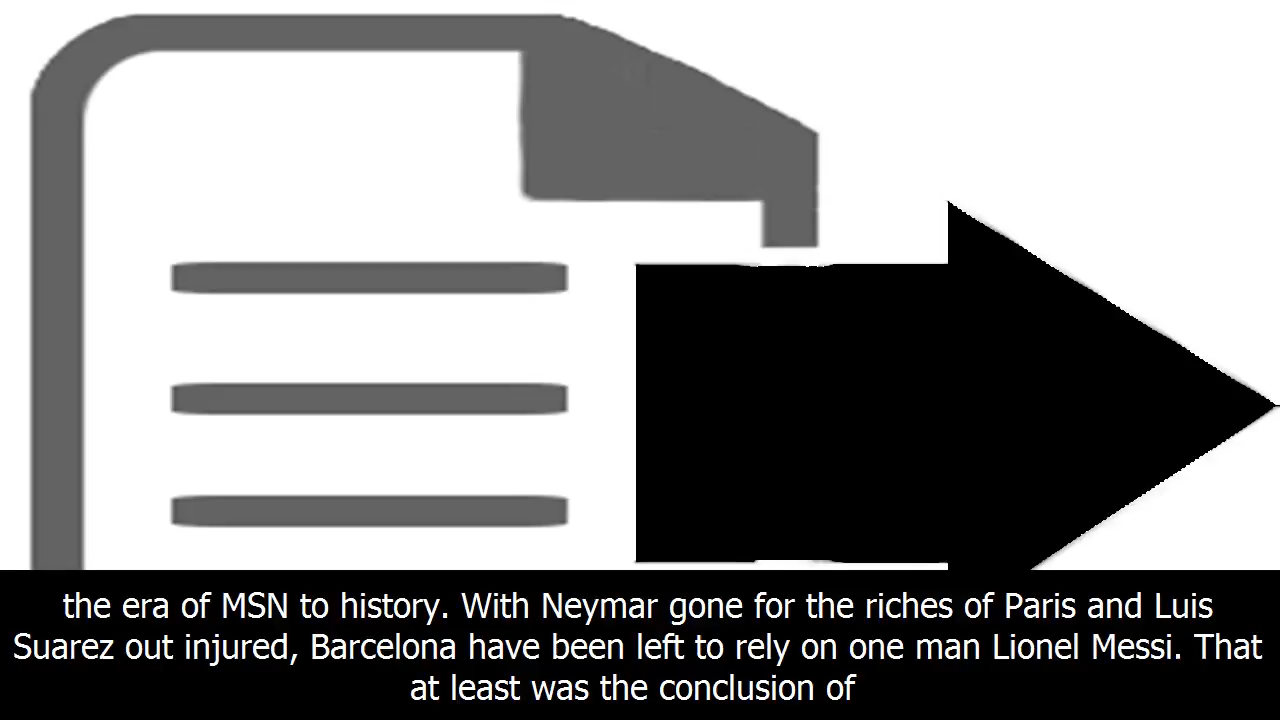 the era of MSN to history. With Neymar gone for the riches of Paris and Luis
Suarez out injured, Barcelona have been left to rely on one man Lionel Messi. That
at least was the conclusion of